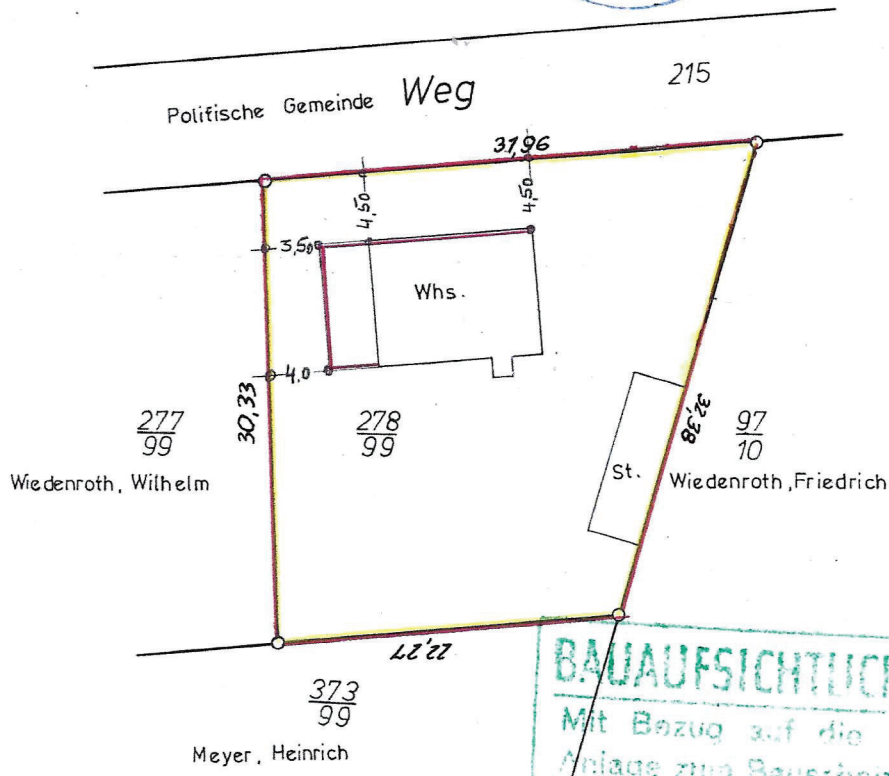 Politische Gemeinde Weg 215
31,96
4,50
4,50
3,50
Whs.
4,0
30,33
277
99
278
99
32,38
97
10
Wiedenroth, Wilhelm
St.
Wiedenroth, Friedrich
22,27
373
99
Meyer, Heinrich
BAUAUFSICHTLICH
Mit Bezug auf die
Anlage zum